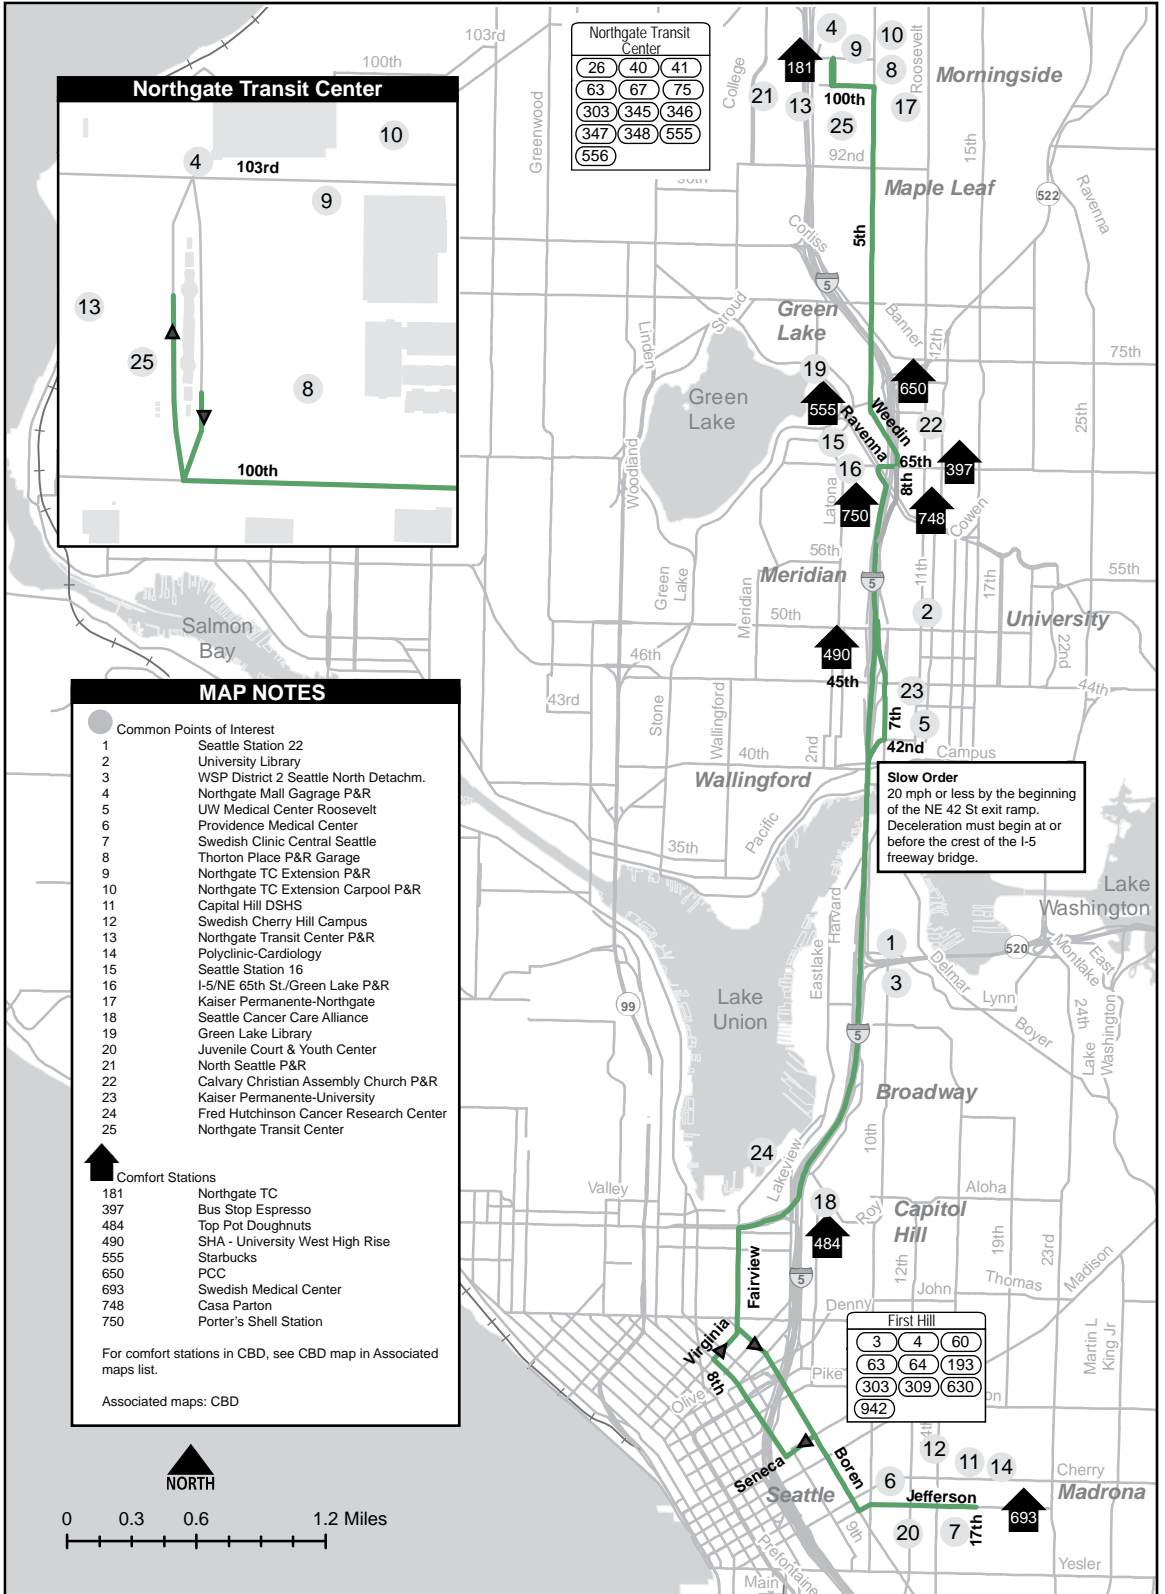 103rd
100th
Greenwood
College
Northgate Transit
Center
26 40 41
63 67 75
303 345 346
347 348 555
556
181
4
9
10
8
Roosevelt
Morningside
21
13
100th
17
25
92nd
15th
Maple Leaf
522
Ravenna
5th
Corliss
5
Northgate Transit Center
10
4
103rd
9
13
25
8
100th
Green
Lake
Banner
12th
Stroud
Linden
75th
19
650
Green
Lake
555
Ravenna
Weedin
22
25th
15
65th
397
16
8th
Woodland
Latona
750
748
Cowen
56th
Meridian
5
11th
17th
55th
Green
Lake
Meridian
50th
2
University
22nd
Salmon
Bay
46th
490
45th
44th
43rd
Stone
Wallingford
23
7th
5
42nd
Campus
40th
2nd
Wallingford
Slow Order
20 mph or less by the beginning
of the NE 42 St exit ramp.
Deceleration must begin at or
before the crest of the I-5
freeway bridge.
Pacific
35th
Lake
Washington
Harvard
Eastlake
1
520
Delmar
Montlake
East
3
Lynn
Lake
Union
99
Boyer
24th
Lake
Washington
5
Broadway
10th
24
Lakeview
Valley
18
Roy
Aloha
Capitol
Hill
484
19th
23rd
12th
5
Fairview
John
Thomas
Madison
Denny
Virginia
First Hill
3 4 60
63 64 193
303 309 630
942
on
Martin L
King Jr
8th
Pike
Olive
4th
Boren
Seneca
12
11
14
6
Cherry
Seattle
Jefferson
Madrona
9th
20
7
17th
693
Prefontaine
Yesler
Main
MAP NOTES
Common Points of Interest
1 Seattle Station 22
2 University Library
3 WSP District 2 Seattle North Detachm.
4 Northgate Mall Gagrage P&R
5 UW Medical Center Roosevelt
6 Providence Medical Center
7 Swedish Clinic Central Seattle
8 Thorton Place P&R Garage
9 Northgate TC Extension P&R
10 Northgate TC Extension Carpool P&R
11 Capital Hill DSHS
12 Swedish Cherry Hill Campus
13 Northgate Transit Center P&R
14 Polyclinic-Cardiology
15 Seattle Station 16
16 I-5/NE 65th St./Green Lake P&R
17 Kaiser Permanente-Northgate
18 Seattle Cancer Care Alliance
19 Green Lake Library
20 Juvenile Court & Youth Center
21 North Seattle P&R
22 Calvary Christian Assembly Church P&R
23 Kaiser Permanente-University
24 Fred Hutchinson Cancer Research Center
25 Northgate Transit Center
Comfort Stations
181 Northgate TC
397 Bus Stop Espresso
484 Top Pot Doughnuts
490 SHA - University West High Rise
555 Starbucks
650 PCC
693 Swedish Medical Center
748 Casa Parton
750 Porter's Shell Station
For comfort stations in CBD, see CBD map in Associated
maps list.
Associated maps: CBD
NORTH
0 0.3 0.6 1.2 Miles